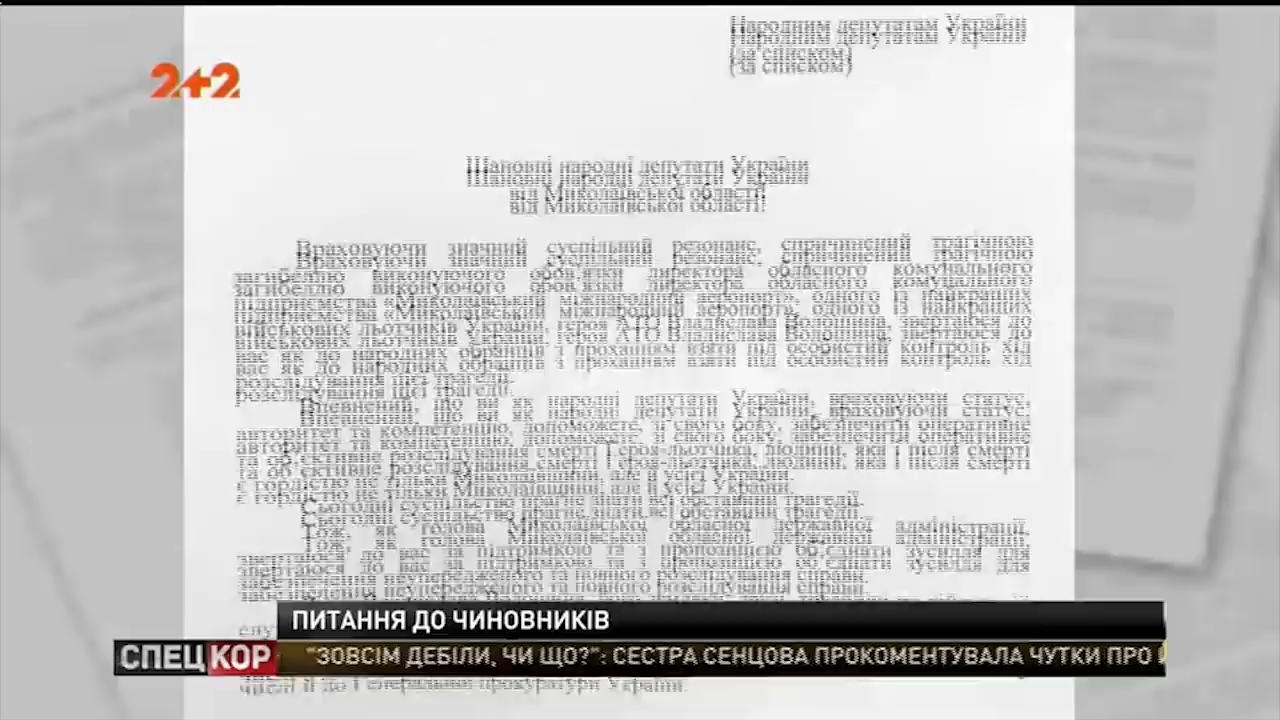 Народним депутатам України
(за списком)
2+2
Шановні народні депутати України
від Миколаївської області!
Враховуючи значний суспільний резонанс, спричинений трагічною
загибеллю виконуючого обов'язки директора обласного комунального
підприємства «Миколаївський міжнародний аеропорт», одного із найкращих
військових льотчиків України, героя АТО Владислава Волошина, звертаюся до
вас як до народних обранців з проханням взяти під особистий контроль хід
розслідування цієї трагедії.
Впевнений, що ви як народні депутати України, враховуючи статус,
авторитет та компетенцію, допоможете, зі свого боку, забезпечити оперативне
та об'єктивне розслідування смерті Героя-льотчика, людини, яка і після смерті
є гордістю не тільки Миколаївщини, але й усієї України.
Сьогодні суспільство прагне знати всі обставини трагедії.
Тож, як голова Миколаївської обласної державної адміністрації,
звертаюся до вас за підтримкою та з пропозицією об'єднати зусилля для
забезпечення неупередженого та повного розслідування справи.
ПИТАННЯ ДО ЧИНОВНИКІВ
СПЕЦКОР "ЗОВСІМ ДЕБІЛИ, ЧИ ЩО?": СЕСТРА СЕНЦОВА ПРОКОМЕНТУВАЛА ЧУТКИ ПРО
до Генеральної прокуратури України.